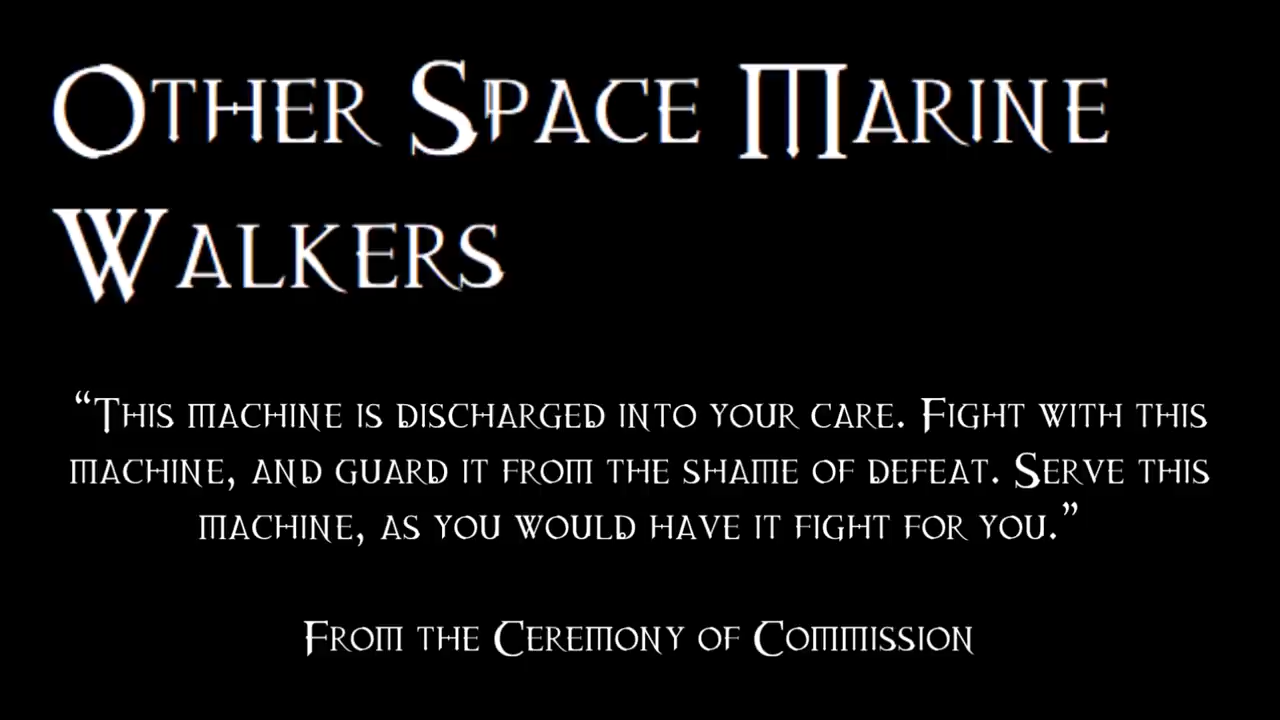 Other Space Marine
Walkers
“This machine is discharged into your care. Fight with this
machine, and guard it from the shame of defeat. Serve this
machine, as you would have it fight for you.”
From the Ceremony of Commission